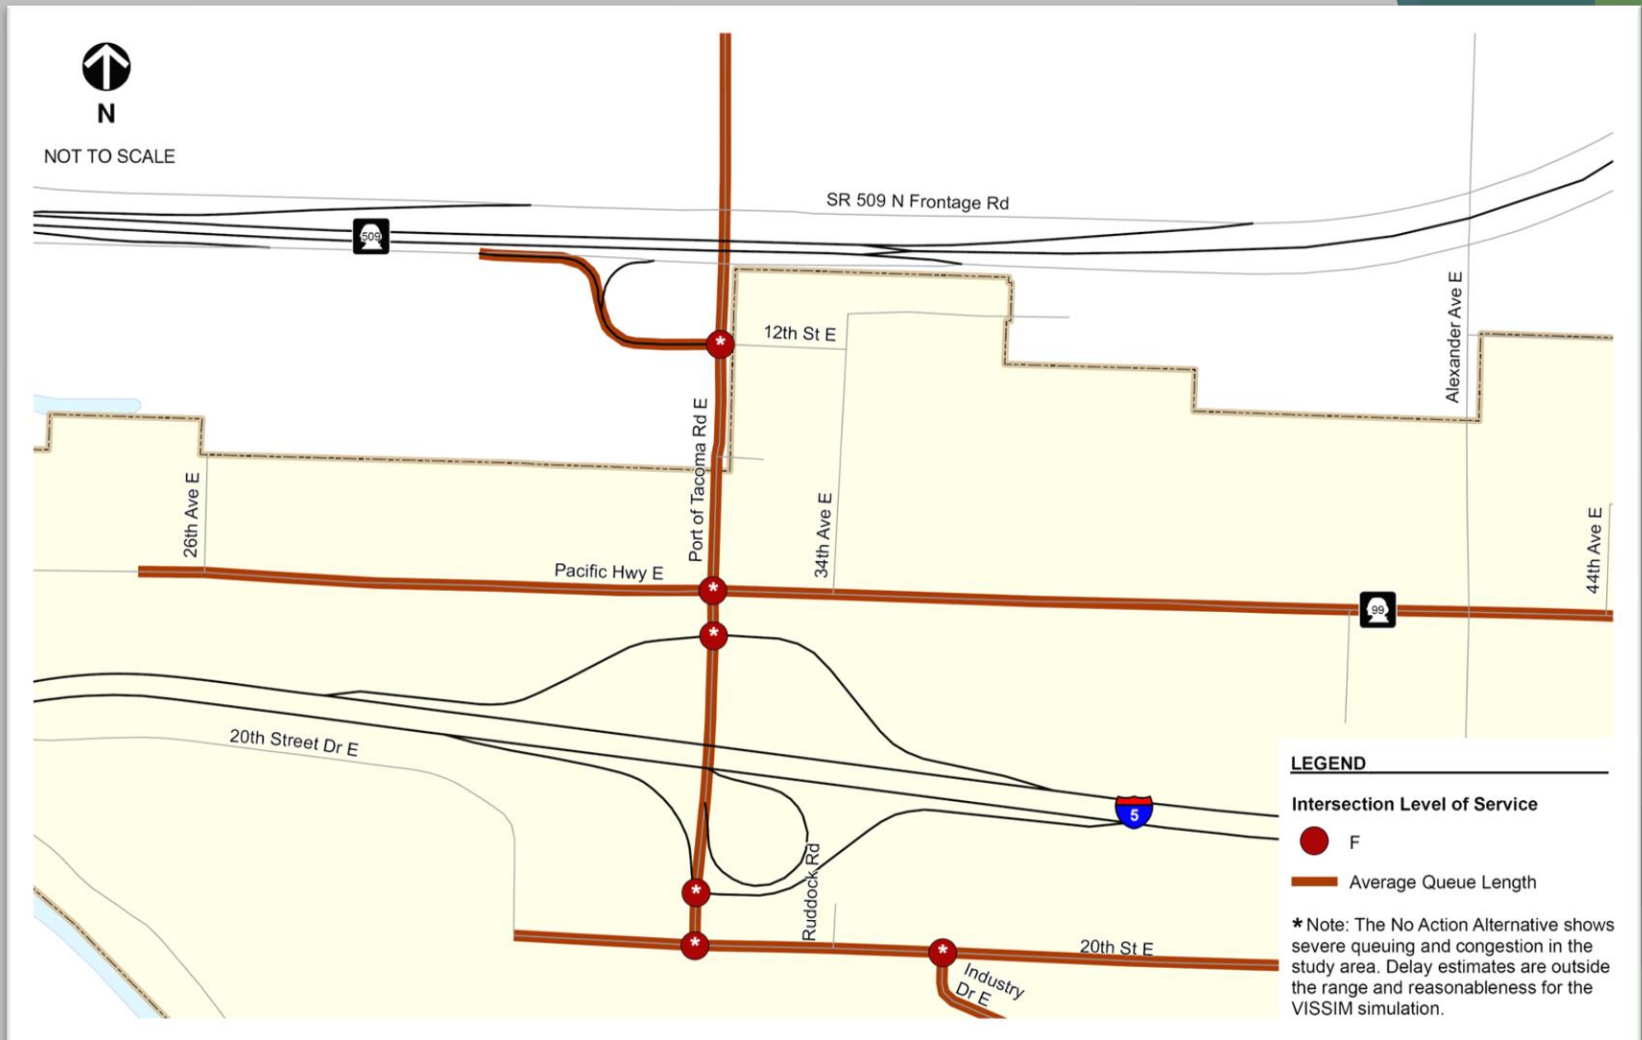 N
NOT TO SCALE
SR 509 N Frontage Rd
509
12th St E
Alexander Ave E
Port of Tacoma Rd E
26th Ave E
34th Ave E
44th Ave E
Pacific Hwy E
99
20th Street Dr E
5
Ruddock Rd
20th St E
Industry
Dr E
LEGEND
Intersection Level of Service
F
Average Queue Length
* Note: The No Action Alternative shows
severe queuing and congestion in the
study area. Delay estimates are outside
the range and reasonableness for the
VISSIM simulation.
*
*
*
*
*
*